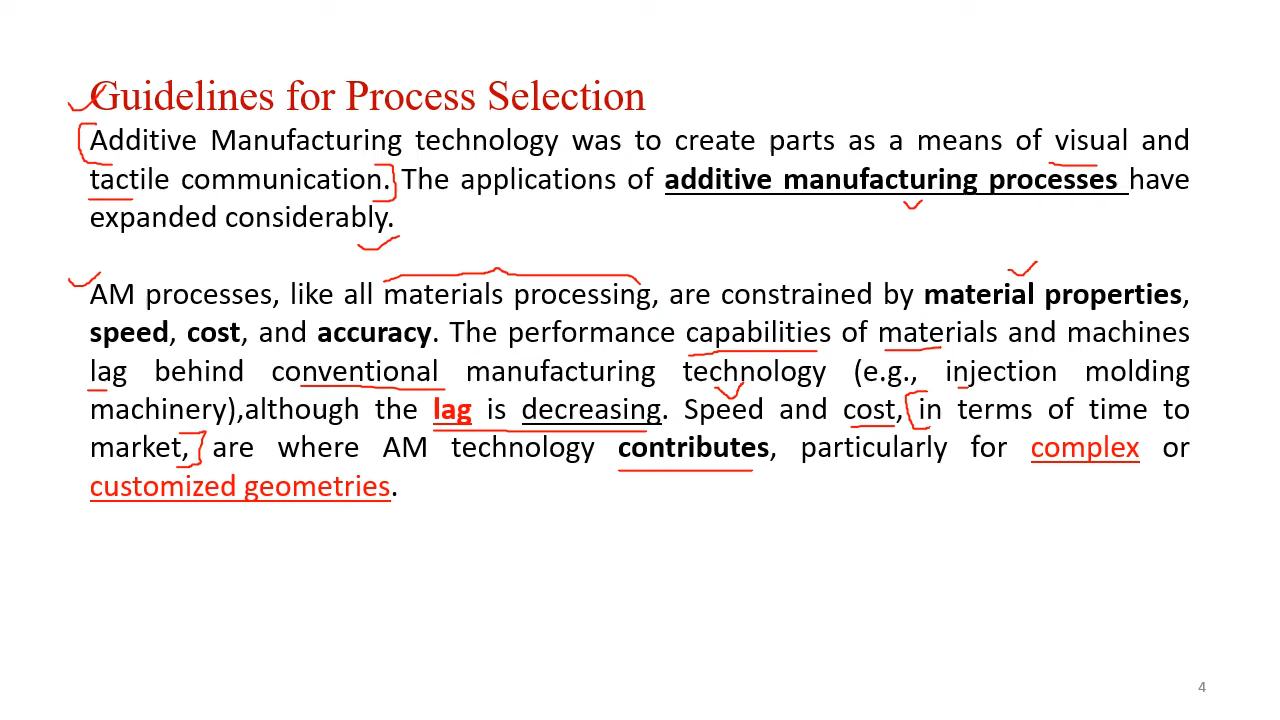 Guidelines for Process Selection
Additive Manufacturing technology was to create parts as a means of visual and
tactile communication. The applications of additive manufacturing processes have
expanded considerably.
AM processes, like all materials processing, are constrained by material properties,
speed, cost, and accuracy. The performance capabilities of materials and machines
lag behind conventional manufacturing technology (e.g., injection molding
machinery),although the lag is decreasing. Speed and cost, in terms of time to
market, are where AM technology contributes, particularly for complex or
customized geometries.
4